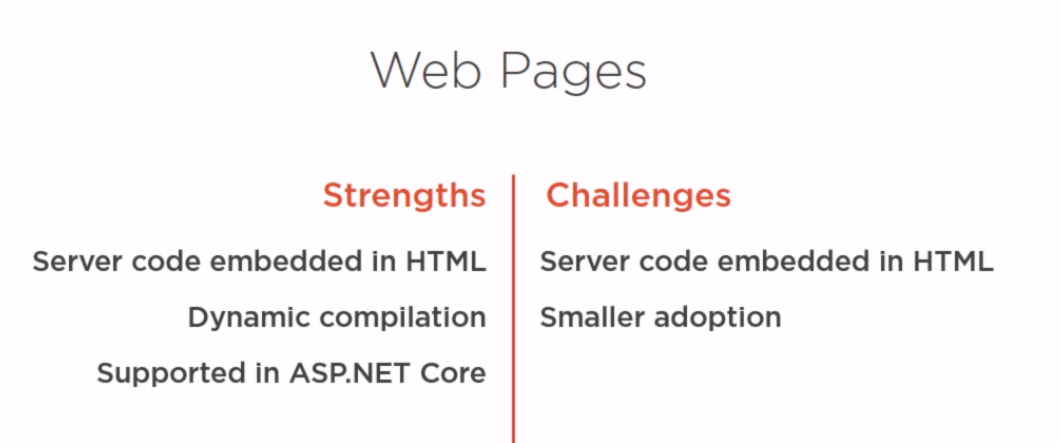 Web Pages
Strengths
Server code embedded in HTML
Dynamic compilation
Supported in ASP.NET Core
Challenges
Server code embedded in HTML
Smaller adoption